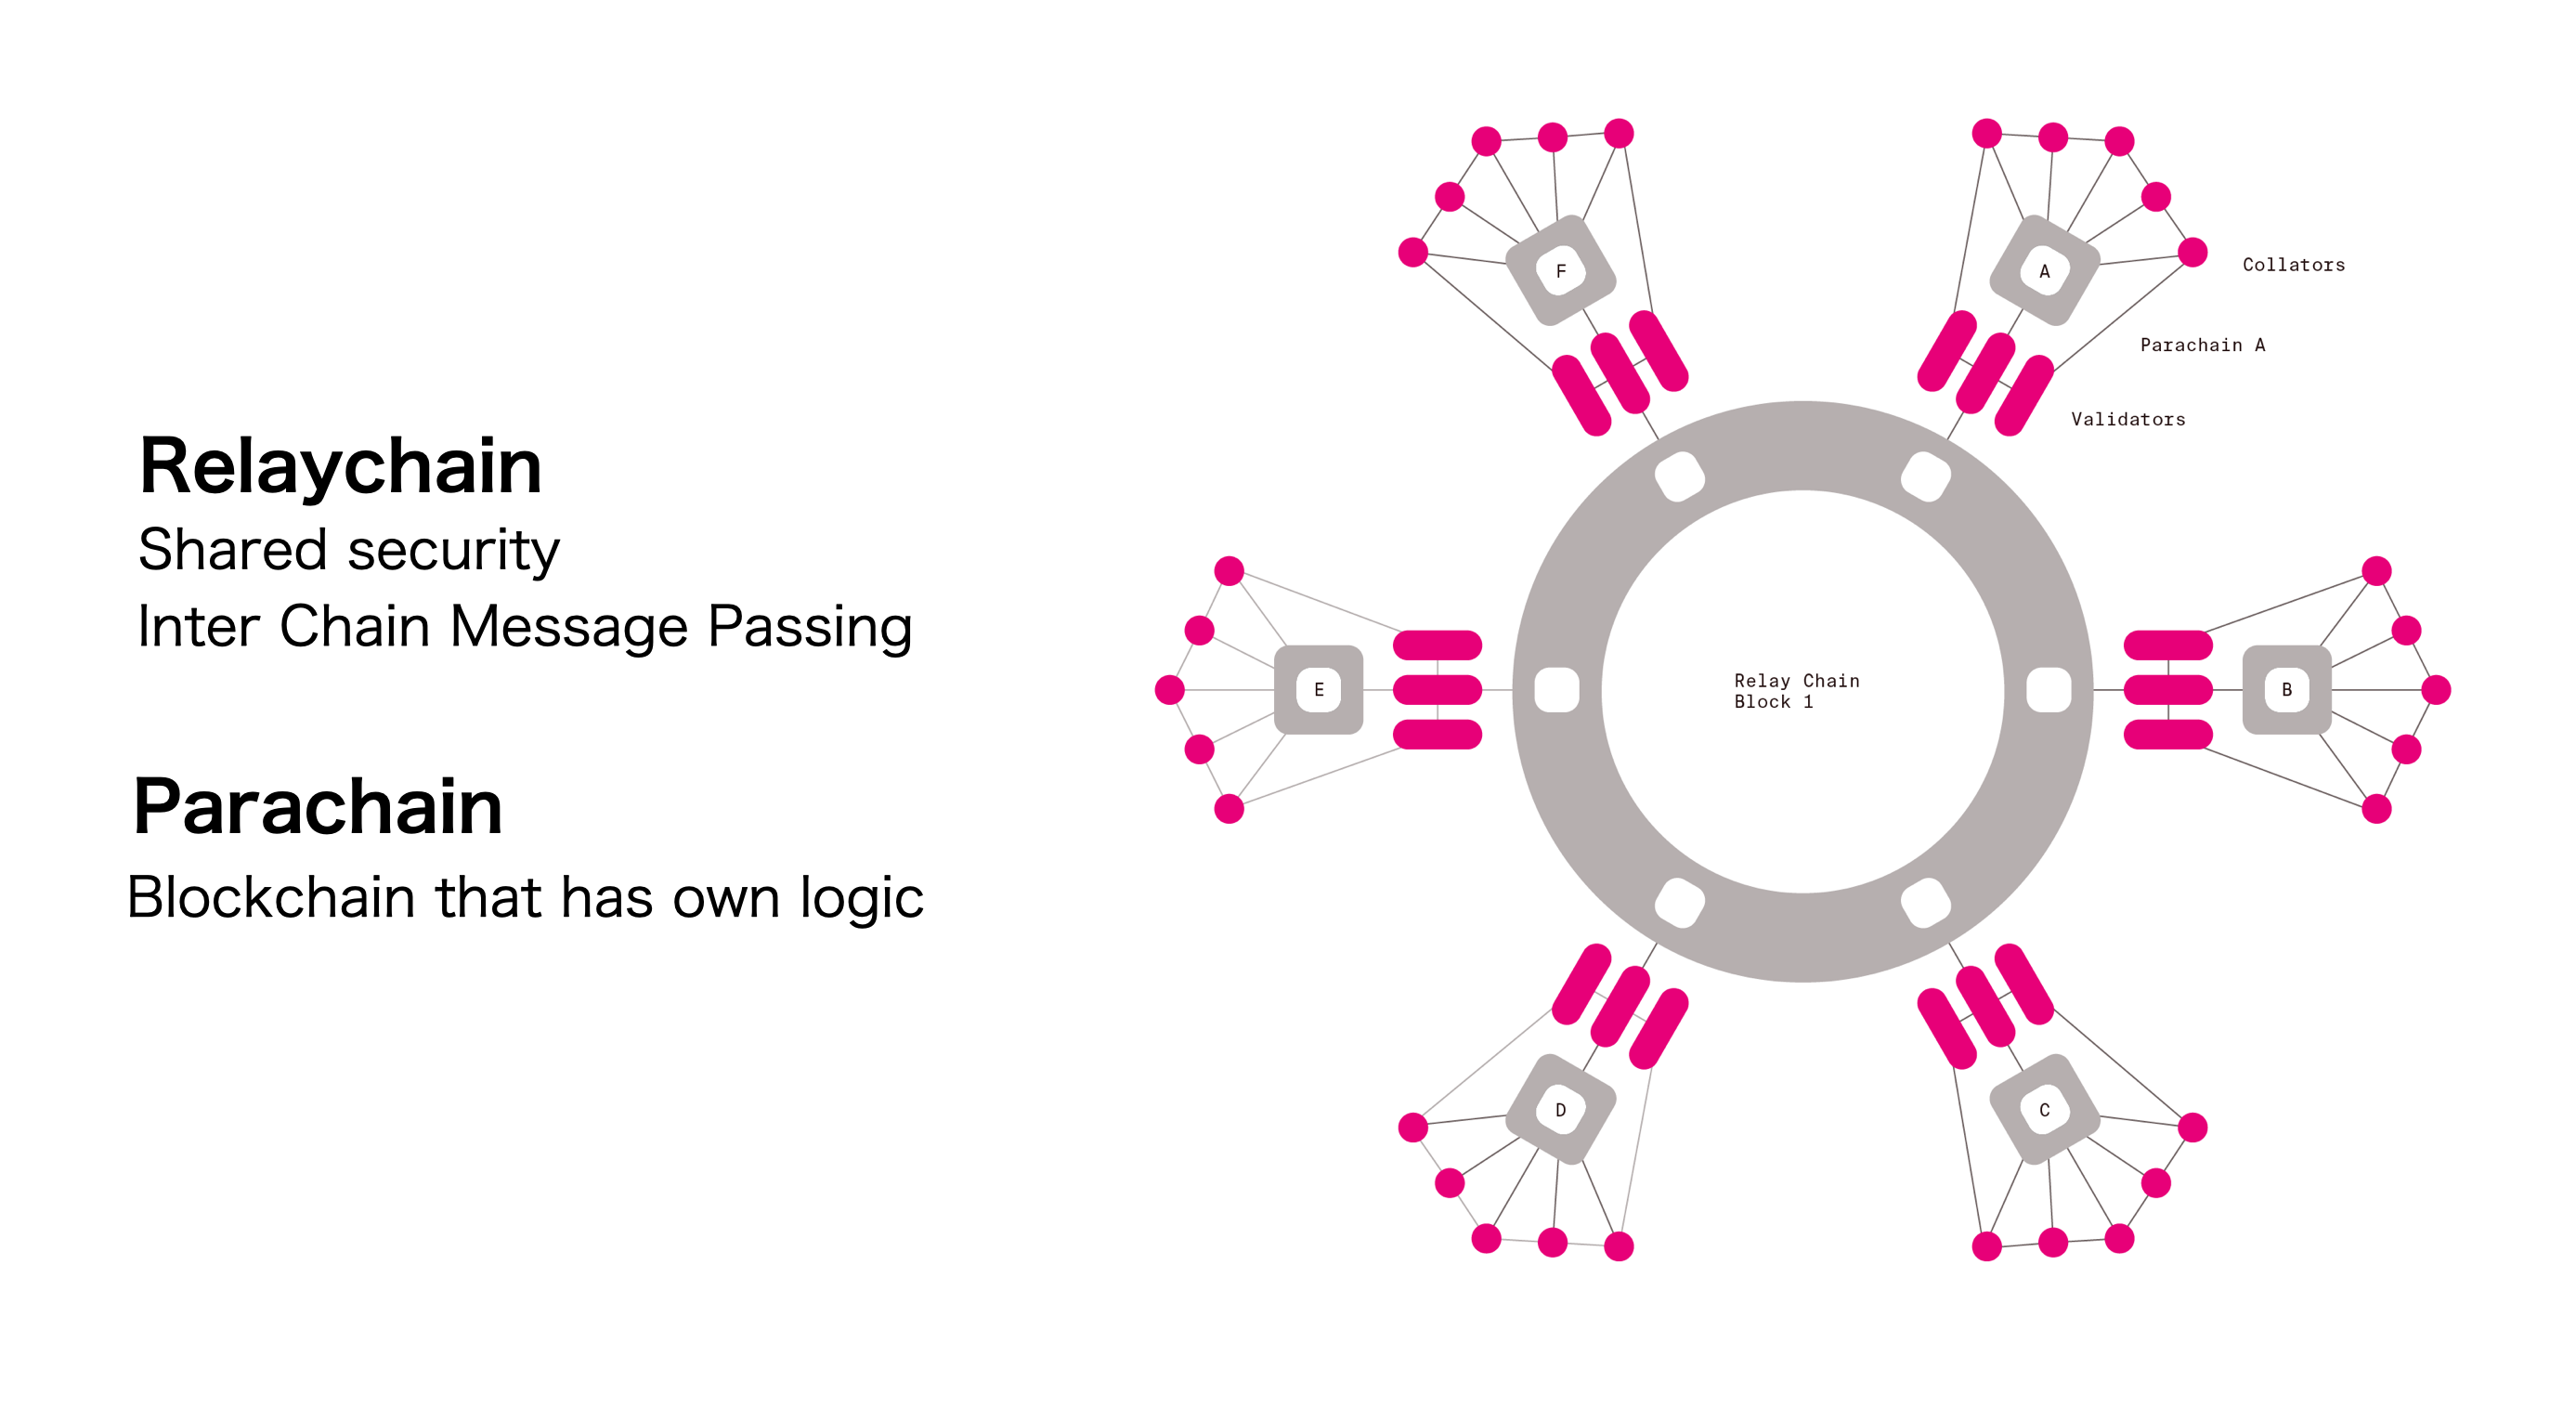 Relaychain
Shared security
Inter Chain Message Passing
Parachain
Blockchain that has own logic
F
A
Collators
Parachain A
Validators
E
Relay Chain
Block 1
B
D
C